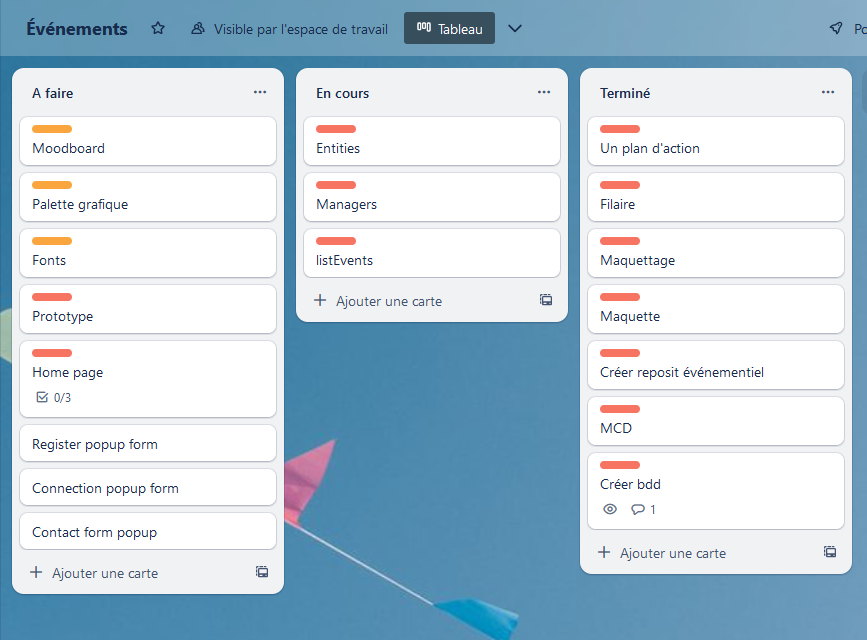 Événements
Visible par l'espace de travail
Tableau
Po
A faire
Moodboard
Palette grafique
Fonts
Prototype
Home page
0/3
Register popup form
Connection popup form
Contact form popup
Ajouter une carte
En cours
Entities
Managers
listEvents
Ajouter une carte
Terminé
Un plan d'action
Filaire
Maquettage
Maquette
Créer reposit événementiel
MCD
Créer bdd
1
Ajouter une carte